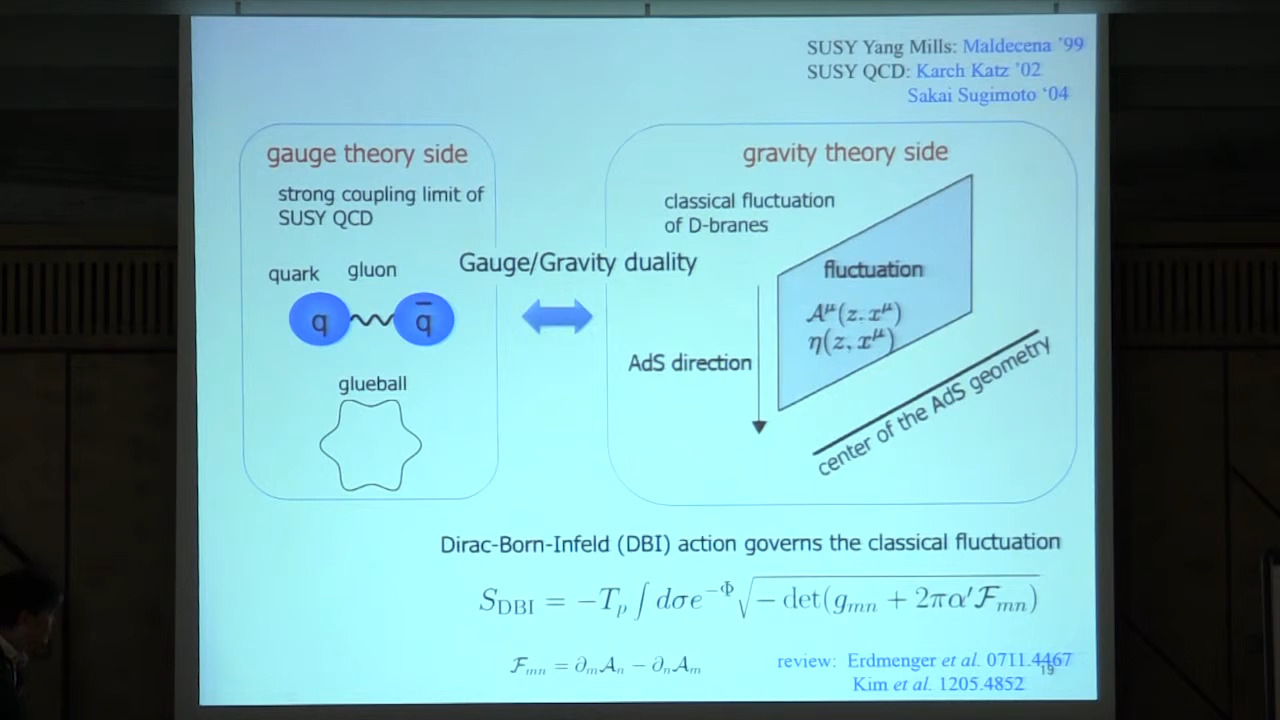 SUSY Yang Mills: Maldecena '99
SUSY QCD: Karch Katz '02
Sakai Sugimoto '04
gauge theory side
strong coupling limit of
SUSY QCD
quark gluon
q q̅
glueball
Gauge/Gravity duality
gravity theory side
classical fluctuation
of D-branes
fluctuation
A^μ(z, x^μ)
η(z, x^μ)
AdS direction
center of the AdS geometry
Dirac-Born-Infeld (DBI) action governs the classical fluctuation
S_DBI = −T_p ∫ dσ e^{−Φ} √(− det(g_mn + 2πα′ℱ_mn))
ℱ_mn = ∂_m𝒜_n − ∂_n𝒜_m
review: Erdmenger et al. 0711.4467
Kim et al. 1205.4852
19